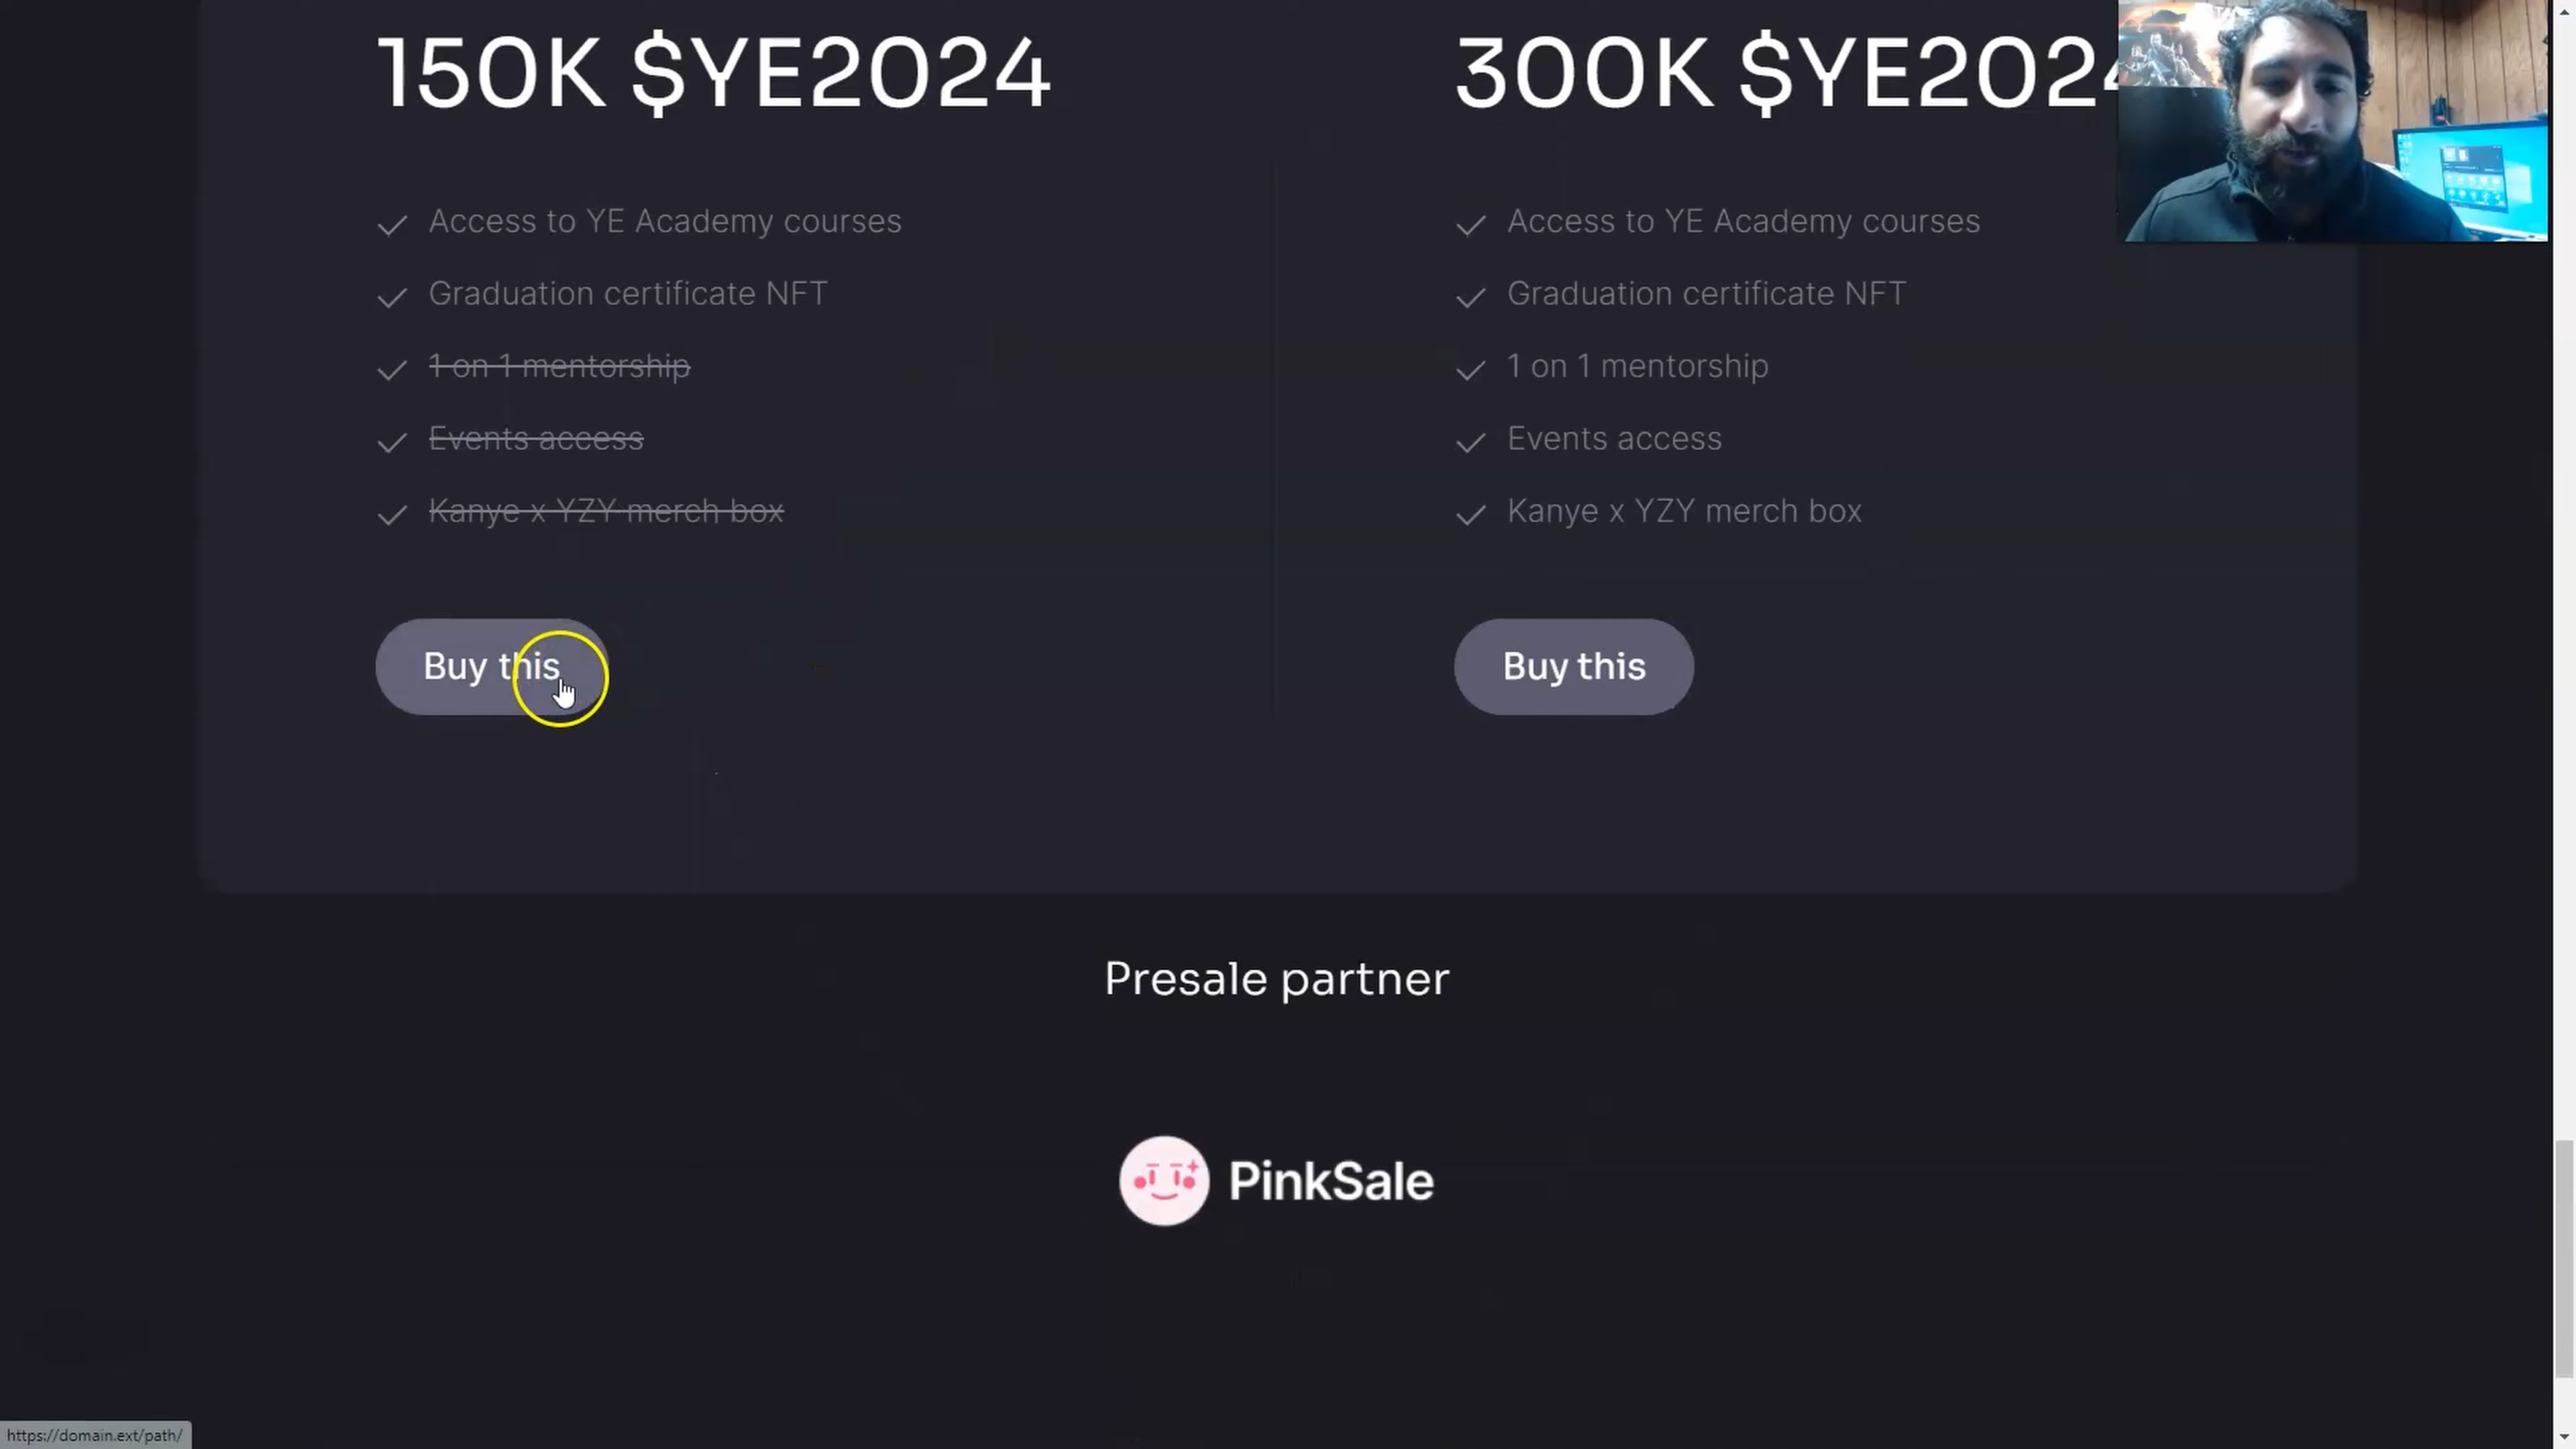 150K $YE2024
Access to YE Academy courses
Graduation certificate NFT
1 on 1 mentorship
Events access
Kanye x YZY merch box
Buy this
300K $YE2024
Access to YE Academy courses
Graduation certificate NFT
1 on 1 mentorship
Events access
Kanye x YZY merch box
Buy this
Presale partner
PinkSale
https://domain.ext/path/